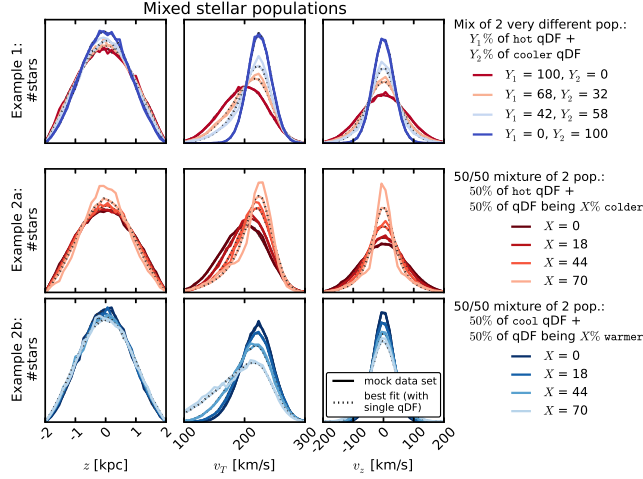 Mixed stellar populations
Example 1:
#stars
Mix of 2 very different pop.:
Y₁% of hot qDF +
Y₂% of cooler qDF
Y₁ = 100, Y₂ = 0
Y₁ = 68, Y₂ = 32
Y₁ = 42, Y₂ = 58
Y₁ = 0, Y₂ = 100
Example 2a:
#stars
50/50 mixture of 2 pop.:
50% of hot qDF +
50% of qDF being X% colder
X = 0
X = 18
X = 44
X = 70
Example 2b:
#stars
50/50 mixture of 2 pop.:
50% of cool qDF +
50% of qDF being X% warmer
X = 0
X = 18
X = 44
X = 70
mock data set
best fit (with
single qDF)
-2 -1 0 1 2
100 200 300
-200 -100 0 100 200
z [kpc]
v_T [km/s]
v_z [km/s]